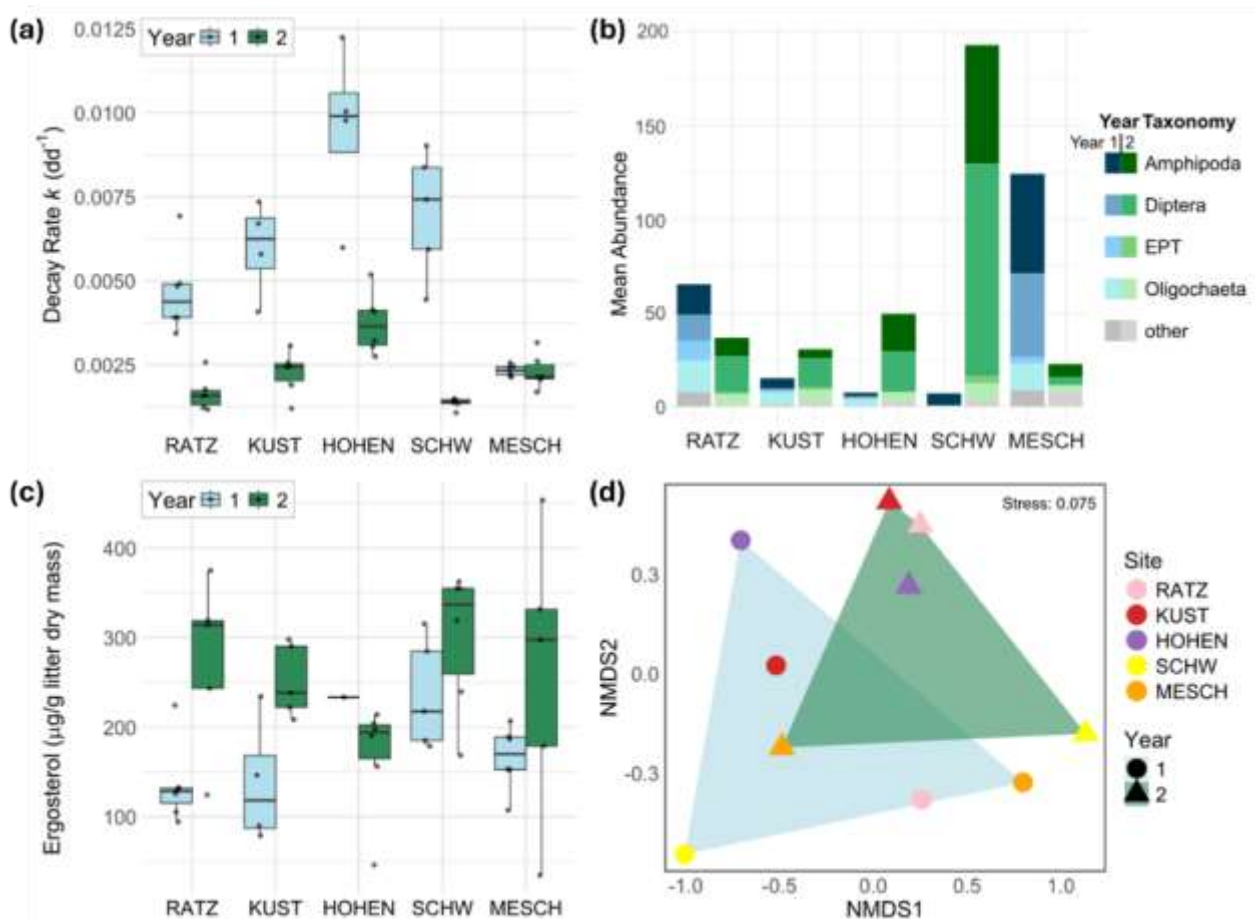 (a)
Year 1 2
0.0125
0.0100
0.0075
0.0050
0.0025
Decay Rate k (dd⁻¹)
RATZ KUST HOHEN SCHW MESCH
(b)
200
150
100
50
0
Mean Abundance
RATZ KUST HOHEN SCHW MESCH
Year Taxonomy
Year 1|2
Amphipoda
Diptera
EPT
Oligochaeta
other
(c)
Year 1 2
400
300
200
100
Ergosterol (µg/g litter dry mass)
RATZ KUST HOHEN SCHW MESCH
(d)
Stress: 0.075
0.3
0.0
-0.3
NMDS2
-1.0 -0.5 0.0 0.5 1.0
NMDS1
Site
RATZ
KUST
HOHEN
SCHW
MESCH
Year
1
2